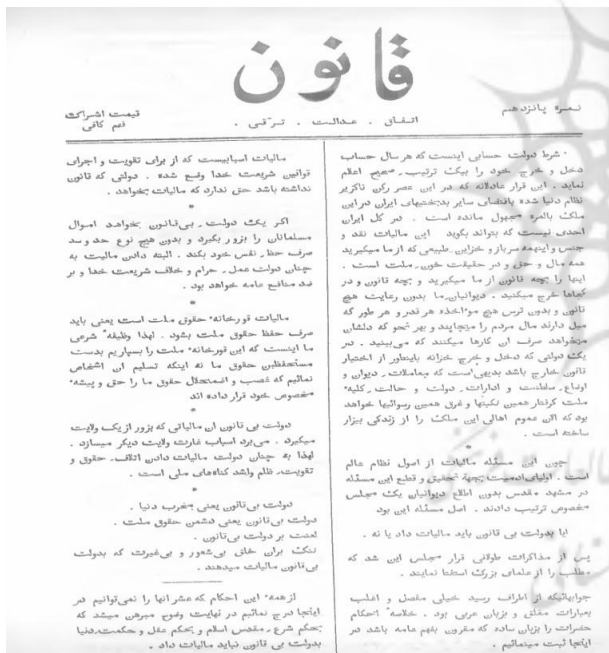 قانون
اتفاق . عدالت . ترقی .
نمره پانزدهم
قیمت اشتراک
فهم کافی
شرط دولت حسابی اینست که هر سال حساب
دخل و خرج خود را بیک ترتیب صحیح اعلام
نماید . این قرار عادلانه که در این عصر رکن ناگزیر
نظام دنیا شده باقتضای سایر بدبختیهای ایران در این
ملک بالمره مجهول مانده است . در کل ایران
احدی نیست که بتواند بگوید این مالیات نقد و
جنس و اینهمه سرباز و خزاین طبیعی که از ما میگیرید
همه مال و حق و در حقیقت خون ملت است .
اینها را بچه قانون از ما میگیرید و بچه قانون و در
کجاها خرج میکنید . دیوانیان ما بدون رعایت هیچ
قانون و بدون ترس هیچ مواخذه هر قدر و هر طور که
میل دارند مال مردم را میچاپند و بهر نحو که دلشان
میخواهد صرف آن کارها میکنند که می‌بینید . در
یک دولتی که دخل و خرج خزانه باینطور از اختیار
قانون خارج باشد بدیهی است که معاملات دیوان و
اوضاع سلطنت و ادارات دولت و حالت کلیه
ملت گرفتار همین نکبتها و غرق همین رسوائیها خواهد
بود که الان عموم اهالی این ملک را از زندگی بیزار
ساخته است .
چون این مسئله مالیات از اصول نظام عالم
است . اولیای آدمیت بجهة تحقیق و قطع این مسئله
در مشهد مقدس بدون اطلاع دیوانیان یک مجلس
مخصوص ترتیب دادند . اصل مسئله این بود
ایا بدولت بی قانون باید مالیات داد یا نه .
پس از مذاکرات طولانی قرار مجلس این شد که
مطلب را از علمای بزرگ استفتا نمایند .
جوابهائیکه از اطراف رسید خیلی مفصل و اغلب
بعبارات مغلق و بزبان عربی بود . خلاصه احکام
حضرات را بزبان ساده که مقرون بفهم عامه باشد در
اینجا ثبت مینمائیم .
مالیات اسبابیست که از برای تقویت و اجرای
قوانین شریعت خدا وضع شده . دولتی که قانون
نداشته باشد حق ندارد که مالیات بخواهد .
*
اگر یک دولت بی‌قانون بخواهد اموال
مسلمانان را بزور بگیرد و بدون هیچ نوع حد و سد
صرف حظ نفس خود بکند . البته دادن مالیات به
چنان دولت عمل حرام و خلاف شریعت خدا و بر
ضد منافع عامه خواهد بود .
*
مالیات قورخانه حقوق ملت است یعنی باید
صرف حفظ حقوق ملت بشود . لهذا وظیفه شرعی
ما اینست که این قورخانه ملت را بسپاریم بدست
مستحفظین حقوق ما نه اینکه تسلیم آن اشخاص
نمائیم که غصب و اضمحلال حقوق ما را حق و پیشه
مخصوص خود قرار داده اند
*
دولت بی قانون آن مالیاتی که بزور از یک ولایت
میگیرد . می‌برد اسباب غارت ولایت دیگر میسازد .
لهذا به چنان دولت مالیات دادن اتلاف حقوق و
تقویت ظلم و اشد گناه‌های ملی است .
*
دولت بی قانون یعنی مخرب دنیا .
دولت بی قانون یعنی دشمن حقوق ملت .
لعنت بر دولت بی‌قانون .
ننگ بران خلق بی‌شعور و بی‌غیرت که بدولت
بی قانون مالیات میدهند .
از همه این احکام که عشر انها را نمی‌توانیم در
اینجا درج نمائیم در نهایت وضوح مبرهن میشد که
بحکم شرع مقدس اسلام و بحکم عقل و حکمت دنیا
بدولت بی قانون نباید مالیات داد .